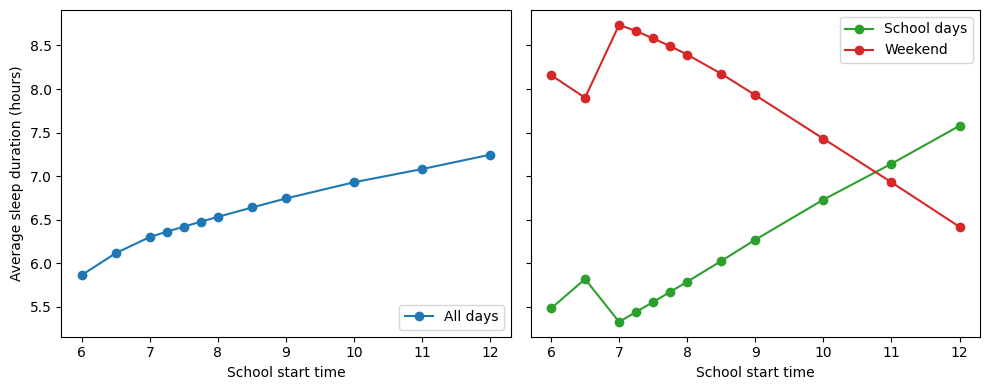 Average sleep duration (hours)
8.5
8.0
7.5
7.0
6.5
6.0
5.5
6 7 8 9 10 11 12
School start time
All days
School days
Weekend
6 7 8 9 10 11 12
School start time